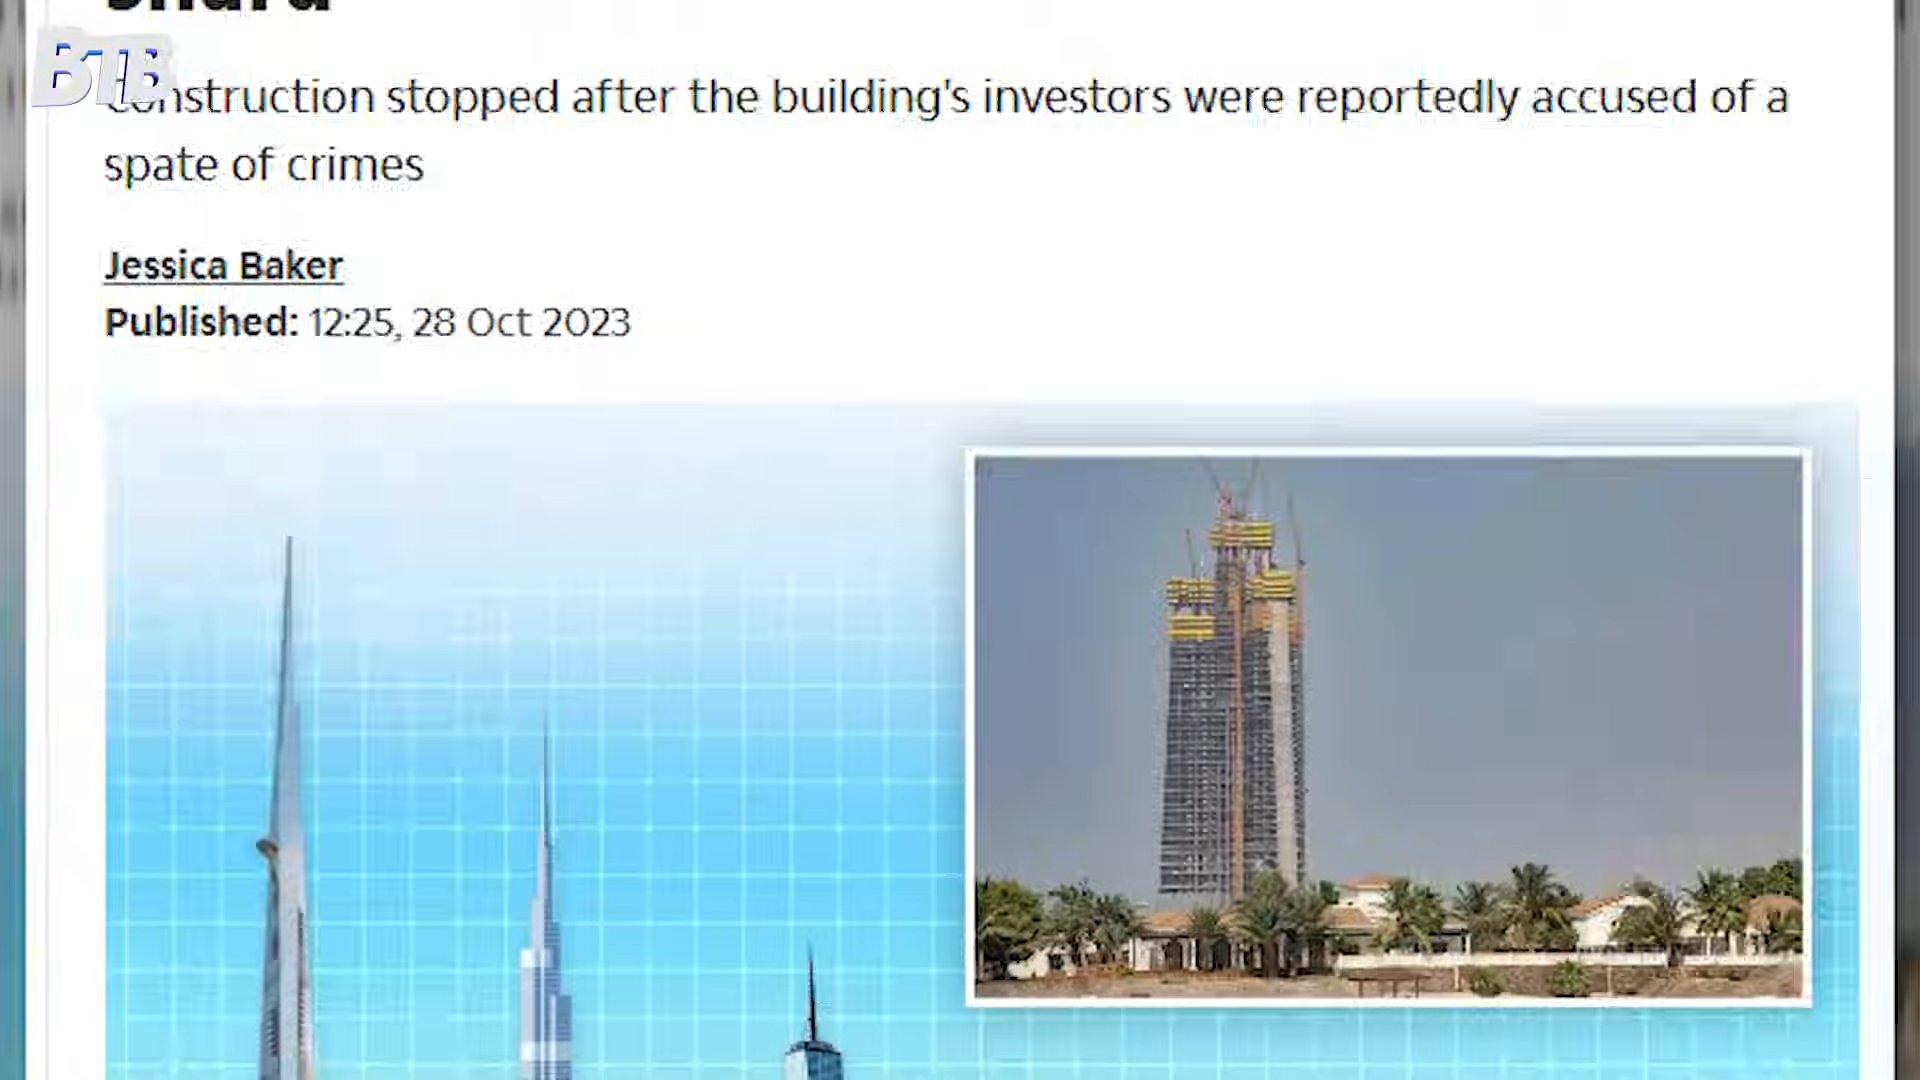 BTB
Construction stopped after the building's investors were reportedly accused of a
spate of crimes
Jessica Baker
Published: 12:25, 28 Oct 2023